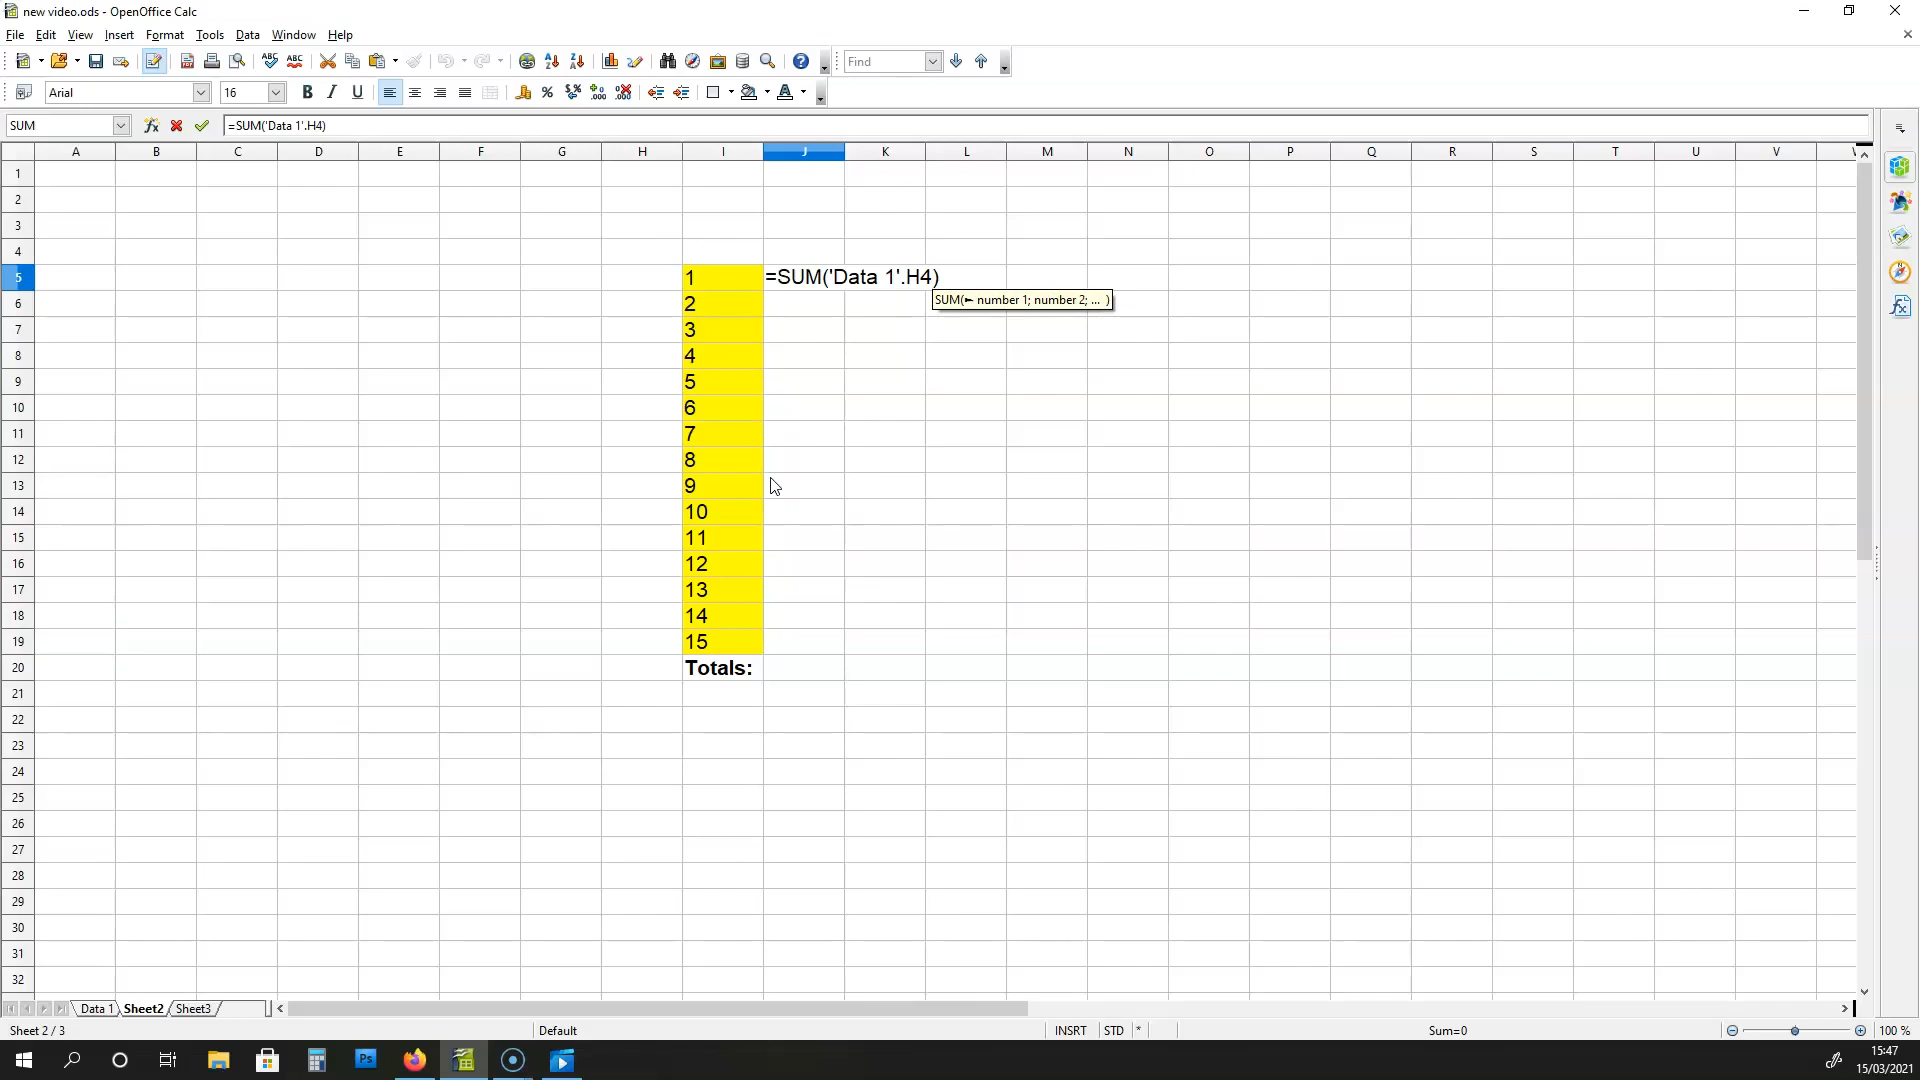 new video.ods - OpenOffice Calc
File Edit View Insert Format Tools Data Window Help
Find
Arial 16
SUM =SUM('Data 1'.H4)
A B C D E F G H I J K L M N O P Q R S T U V
1
2
3
4
5 1 =SUM('Data 1'.H4)
SUM(► number 1; number 2; ... )
6 2
7 3
8 4
9 5
10 6
11 7
12 8
13 9
14 10
15 11
16 12
17 13
18 14
19 15
20 Totals:
21
22
23
24
25
26
27
28
29
30
31
32
Data 1 Sheet2 Sheet3
Sheet 2 / 3 Default INSRT STD * Sum=0 100 %
Ps
15:47
15/03/2021